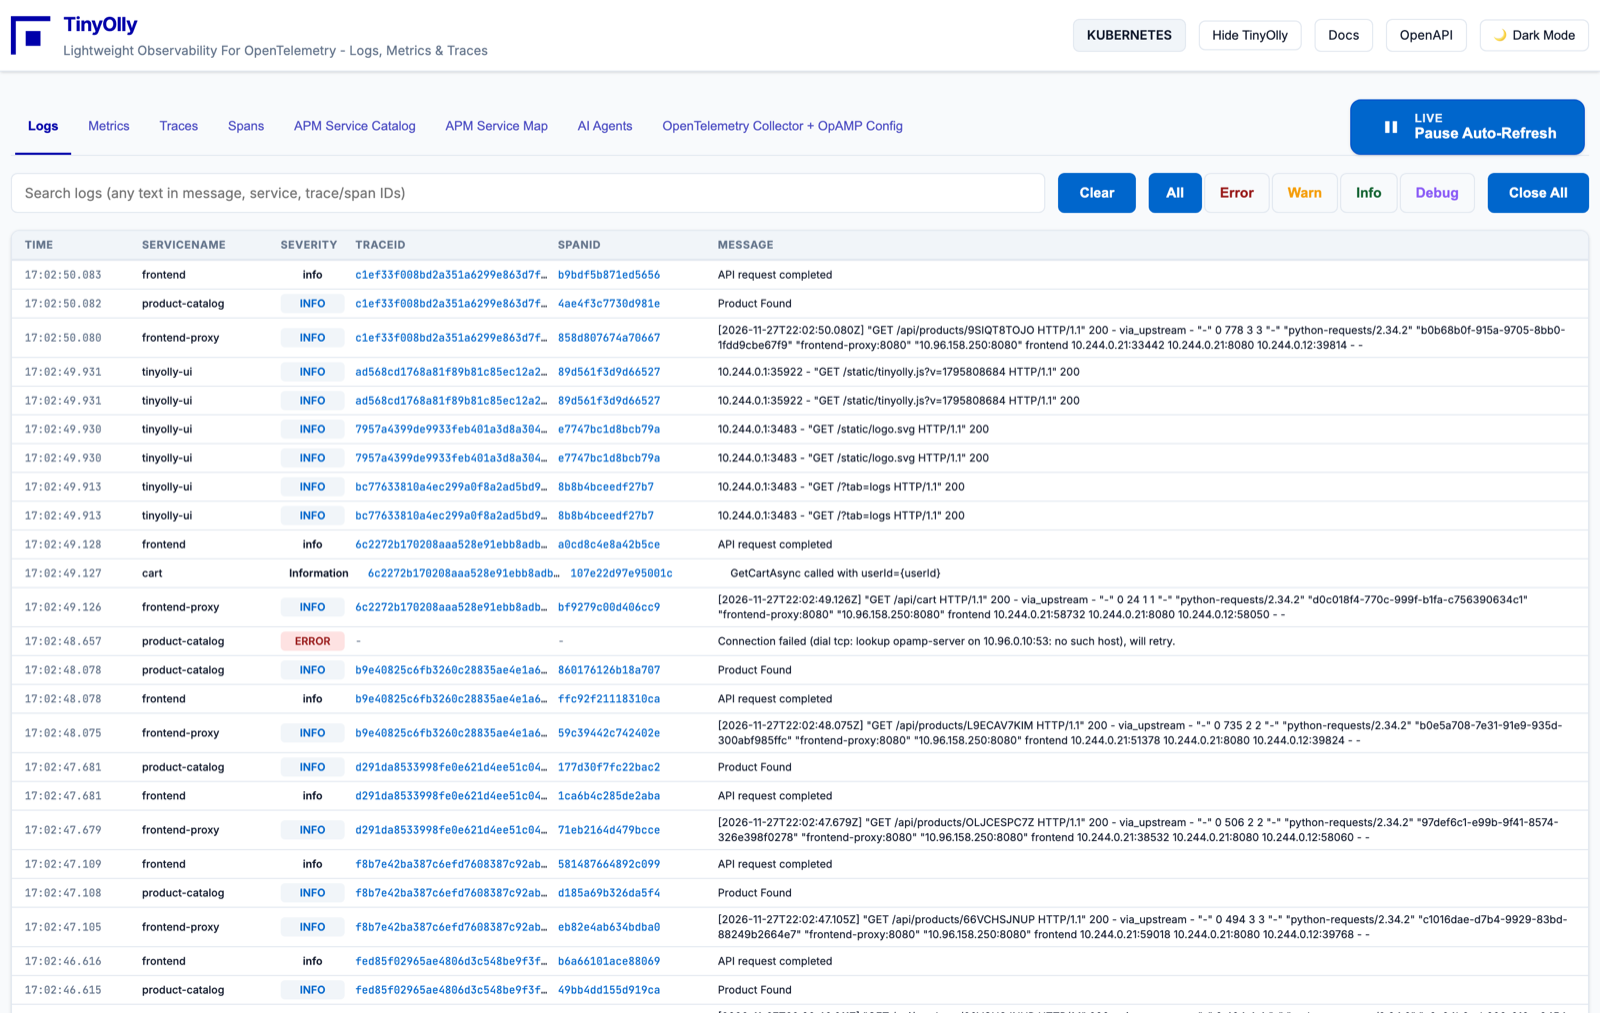 TinyOlly
Lightweight Observability For OpenTelemetry - Logs, Metrics & Traces
KUBERNETES
Hide TinyOlly
Docs
OpenAPI
Dark Mode
Logs
Metrics
Traces
Spans
APM Service Catalog
APM Service Map
AI Agents
OpenTelemetry Collector + OpAMP Config
LIVE
Pause Auto-Refresh
Search logs (any text in message, service, trace/span IDs)
Clear
All
Error
Warn
Info
Debug
Close All
TIME SERVICENAME SEVERITY TRACEID SPANID MESSAGE
17:02:50.083 frontend info c1ef33f008bd2a351a6299e863d7f… b9bdf5b871ed5656 API request completed
17:02:50.082 product-catalog INFO c1ef33f008bd2a351a6299e863d7f… 4ae4f3c7730d981e Product Found
17:02:50.080 frontend-proxy INFO c1ef33f008bd2a351a6299e863d7f… 858d807674a70667 [2026-11-27T22:02:50.080Z] "GET /api/products/9SIQT8TOJO HTTP/1.1" 200 - via_upstream - "-" 0 778 3 3 "-" "python-requests/2.34.2" "b0b68b0f-915a-9705-8bb0-
1fdd9cbe67f9" "frontend-proxy:8080" "10.96.158.250:8080" frontend 10.244.0.21:33442 10.244.0.21:8080 10.244.0.12:39814 - -
17:02:49.931 tinyolly-ui INFO ad568cd1768a81f89b81c85ec12a2… 89d561f3d9d66527 10.244.0.1:35922 - "GET /static/tinyolly.js?v=1795808684 HTTP/1.1" 200
17:02:49.931 tinyolly-ui INFO ad568cd1768a81f89b81c85ec12a2… 89d561f3d9d66527 10.244.0.1:35922 - "GET /static/tinyolly.js?v=1795808684 HTTP/1.1" 200
17:02:49.930 tinyolly-ui INFO 7957a4399de9933feb401a3d8a304… e7747bc1d8bcb79a 10.244.0.1:3483 - "GET /static/logo.svg HTTP/1.1" 200
17:02:49.930 tinyolly-ui INFO 7957a4399de9933feb401a3d8a304… e7747bc1d8bcb79a 10.244.0.1:3483 - "GET /static/logo.svg HTTP/1.1" 200
17:02:49.913 tinyolly-ui INFO bc77633810a4ec299a0f8a2ad5bd9… 8b8b4bceedf27b7 10.244.0.1:3483 - "GET /?tab=logs HTTP/1.1" 200
17:02:49.913 tinyolly-ui INFO bc77633810a4ec299a0f8a2ad5bd9… 8b8b4bceedf27b7 10.244.0.1:3483 - "GET /?tab=logs HTTP/1.1" 200
17:02:49.128 frontend info 6c2272b170208aaa528e91ebb8adb… a0cd8c4e8a42b5ce API request completed
17:02:49.127 cart Information 6c2272b170208aaa528e91ebb8adb… 107e22d97e95001c GetCartAsync called with userId={userId}
17:02:49.126 frontend-proxy INFO 6c2272b170208aaa528e91ebb8adb… bf9279c00d406cc9 [2026-11-27T22:02:49.126Z] "GET /api/cart HTTP/1.1" 200 - via_upstream - "-" 0 24 1 1 "-" "python-requests/2.34.2" "d0c018f4-770c-999f-b1fa-c756390634c1"
"frontend-proxy:8080" "10.96.158.250:8080" frontend 10.244.0.21:58732 10.244.0.21:8080 10.244.0.12:58050 - -
17:02:48.657 product-catalog ERROR - - Connection failed (dial tcp: lookup opamp-server on 10.96.0.10:53: no such host), will retry.
17:02:48.078 product-catalog INFO b9e40825c6fb3260c28835ae4e1a6… 860176126b18a707 Product Found
17:02:48.078 frontend info b9e40825c6fb3260c28835ae4e1a6… ffc92f21118310ca API request completed
17:02:48.075 frontend-proxy INFO b9e40825c6fb3260c28835ae4e1a6… 59c39442c742402e [2026-11-27T22:02:48.075Z] "GET /api/products/L9ECAV7KIM HTTP/1.1" 200 - via_upstream - "-" 0 735 2 2 "-" "python-requests/2.34.2" "b0e5a708-7e31-91e9-935d-
300abf985ffc" "frontend-proxy:8080" "10.96.158.250:8080" frontend 10.244.0.21:51378 10.244.0.21:8080 10.244.0.12:39824 - -
17:02:47.681 product-catalog INFO d291da8533998fe0e621d4ee51c04… 177d30f7fc22bac2 Product Found
17:02:47.681 frontend info d291da8533998fe0e621d4ee51c04… 1ca6b4c285de2aba API request completed
17:02:47.679 frontend-proxy INFO d291da8533998fe0e621d4ee51c04… 71eb2164d479bcce [2026-11-27T22:02:47.679Z] "GET /api/products/OLJCESPC7Z HTTP/1.1" 200 - via_upstream - "-" 0 506 2 2 "-" "python-requests/2.34.2" "97def6c1-e99b-9f41-8574-
326e398f0278" "frontend-proxy:8080" "10.96.158.250:8080" frontend 10.244.0.21:38532 10.244.0.21:8080 10.244.0.12:58060 - -
17:02:47.109 frontend info f8b7e42ba387c6efd7608387c92ab… 581487664892c099 API request completed
17:02:47.108 product-catalog INFO f8b7e42ba387c6efd7608387c92ab… d185a69b326da5f4 Product Found
17:02:47.105 frontend-proxy INFO f8b7e42ba387c6efd7608387c92ab… eb82e4ab634bdba0 [2026-11-27T22:02:47.105Z] "GET /api/products/66VCHSJNUP HTTP/1.1" 200 - via_upstream - "-" 0 494 3 3 "-" "python-requests/2.34.2" "c1016dae-d7b4-9929-83bd-
88249b2664e7" "frontend-proxy:8080" "10.96.158.250:8080" frontend 10.244.0.21:59018 10.244.0.21:8080 10.244.0.12:39768 - -
17:02:46.616 frontend info fed85f02965ae4806d3c548be9f3f… b6a66101ace88069 API request completed
17:02:46.615 product-catalog INFO fed85f02965ae4806d3c548be9f3f… 49bb4dd155d919ca Product Found